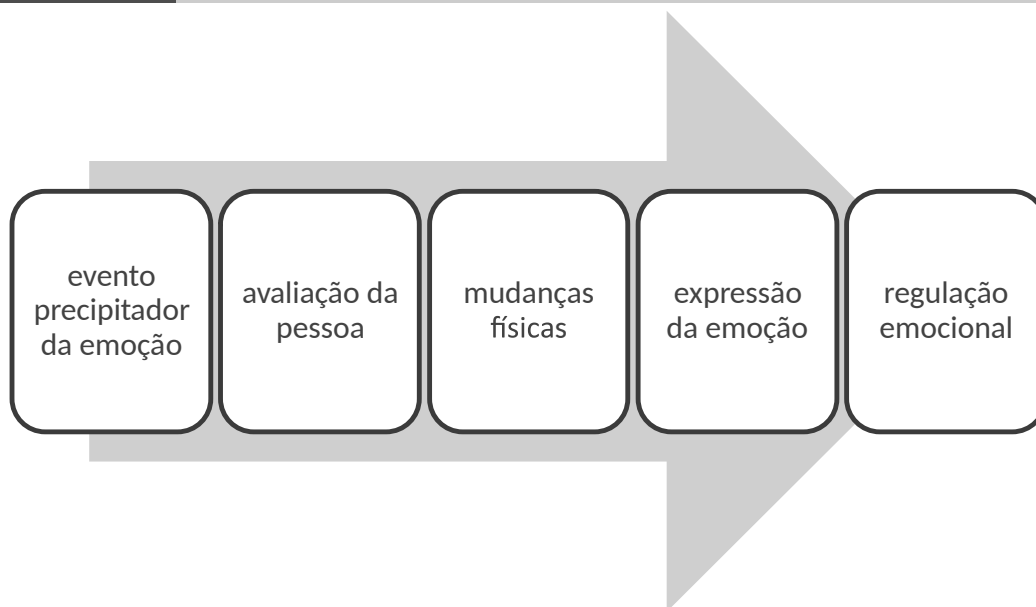 evento
precipitador
da emoção
avaliação da
pessoa
mudanças
físicas
expressão
da emoção
regulação
emocional